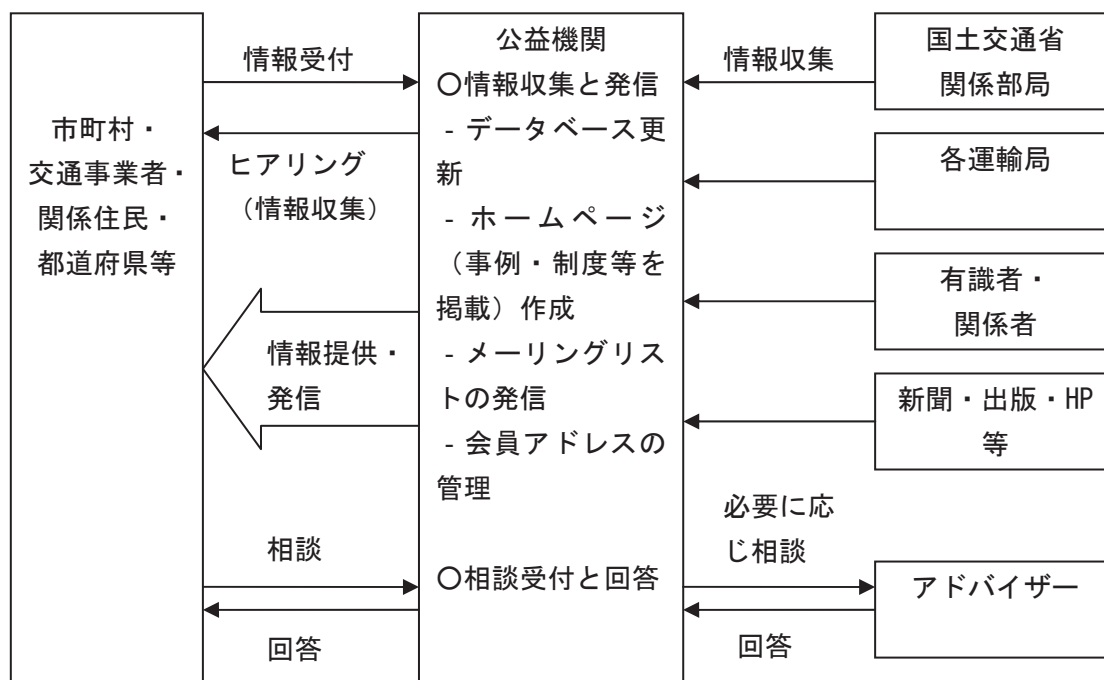 市町村・
交通事業者・
関係住民・
都道府県等
情報受付
ヒアリング
（情報収集）
情報提供・
発信
相談
回答
公益機関
○情報収集と発信
- データベース更
新
- ホームページ
（事例・制度等を
掲載）作成
- メーリングリス
トの発信
- 会員アドレスの
管理
○相談受付と回答
情報収集
必要に応
じ相談
回答
国土交通省
関係部局
各運輸局
有識者・
関係者
新聞・出版・HP
等
アドバイザー